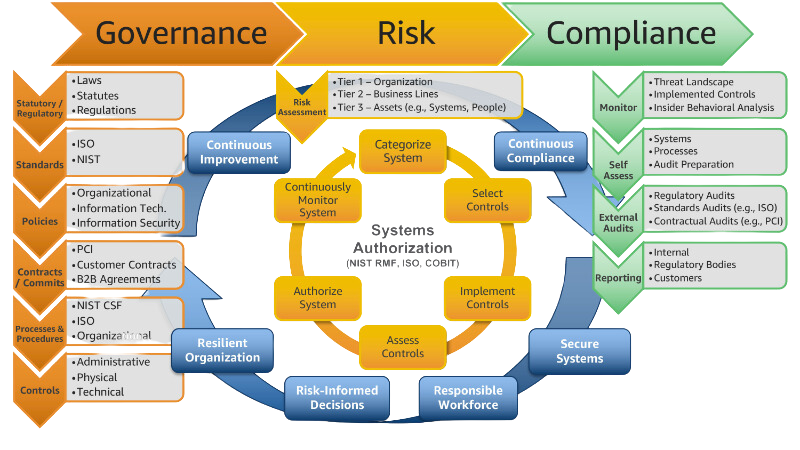 Governance
Risk
Compliance
Statutory /
Regulatory
•Laws
•Statutes
•Regulations
Standards
•ISO
•NIST
Policies
•Organizational
•Information Tech.
•Information Security
Contracts
/ Commits
•PCI
•Customer Contracts
•B2B Agreements
Processes &
Procedures
•NIST CSF
•ISO
•Organizational
Controls
•Administrative
•Physical
•Technical
Risk
Assessment
•Tier 1 – Organization
•Tier 2 – Business Lines
•Tier 3 – Assets (e.g., Systems, People)
Continuous
Improvement
Continuous
Compliance
Categorize
System
Select
Controls
Implement
Controls
Assess
Controls
Authorize
System
Continuously
Monitor
System
Systems
Authorization
(NIST RMF, ISO, COBIT)
Resilient
Organization
Risk-Informed
Decisions
Responsible
Workforce
Secure
Systems
Monitor
•Threat Landscape
•Implemented Controls
•Insider Behavioral Analysis
Self
Assess
•Systems
•Processes
•Audit Preparation
External
Audits
•Regulatory Audits
•Standards Audits (e.g., ISO)
•Contractual Audits (e.g., PCI)
Reporting
•Internal
•Regulatory Bodies
•Customers